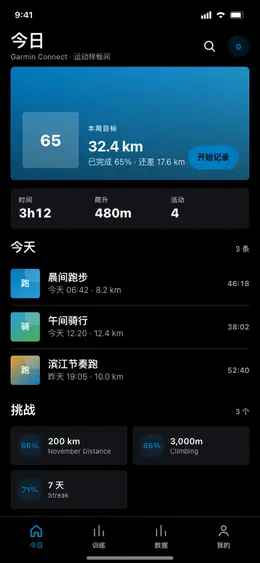 9:41
今日
Garmin Connect · 运动样板间
G
65
本周目标
32.4 km
已完成 65% · 还差 17.6 km
开始记录
时间
爬升
活动
3h12
480m
4
今天
3 条
跑
晨间跑步
今天 06:42 · 8.2 km
46:18
骑
午间骑行
今天 12:20 · 12.4 km
38:02
跑
滨江节奏跑
昨天 19:05 · 10.0 km
52:40
挑战
3 个
66%
200 km
November Distance
66%
3,000m
Climbing
71%
7 天
Streak
今日
训练
数据
我的